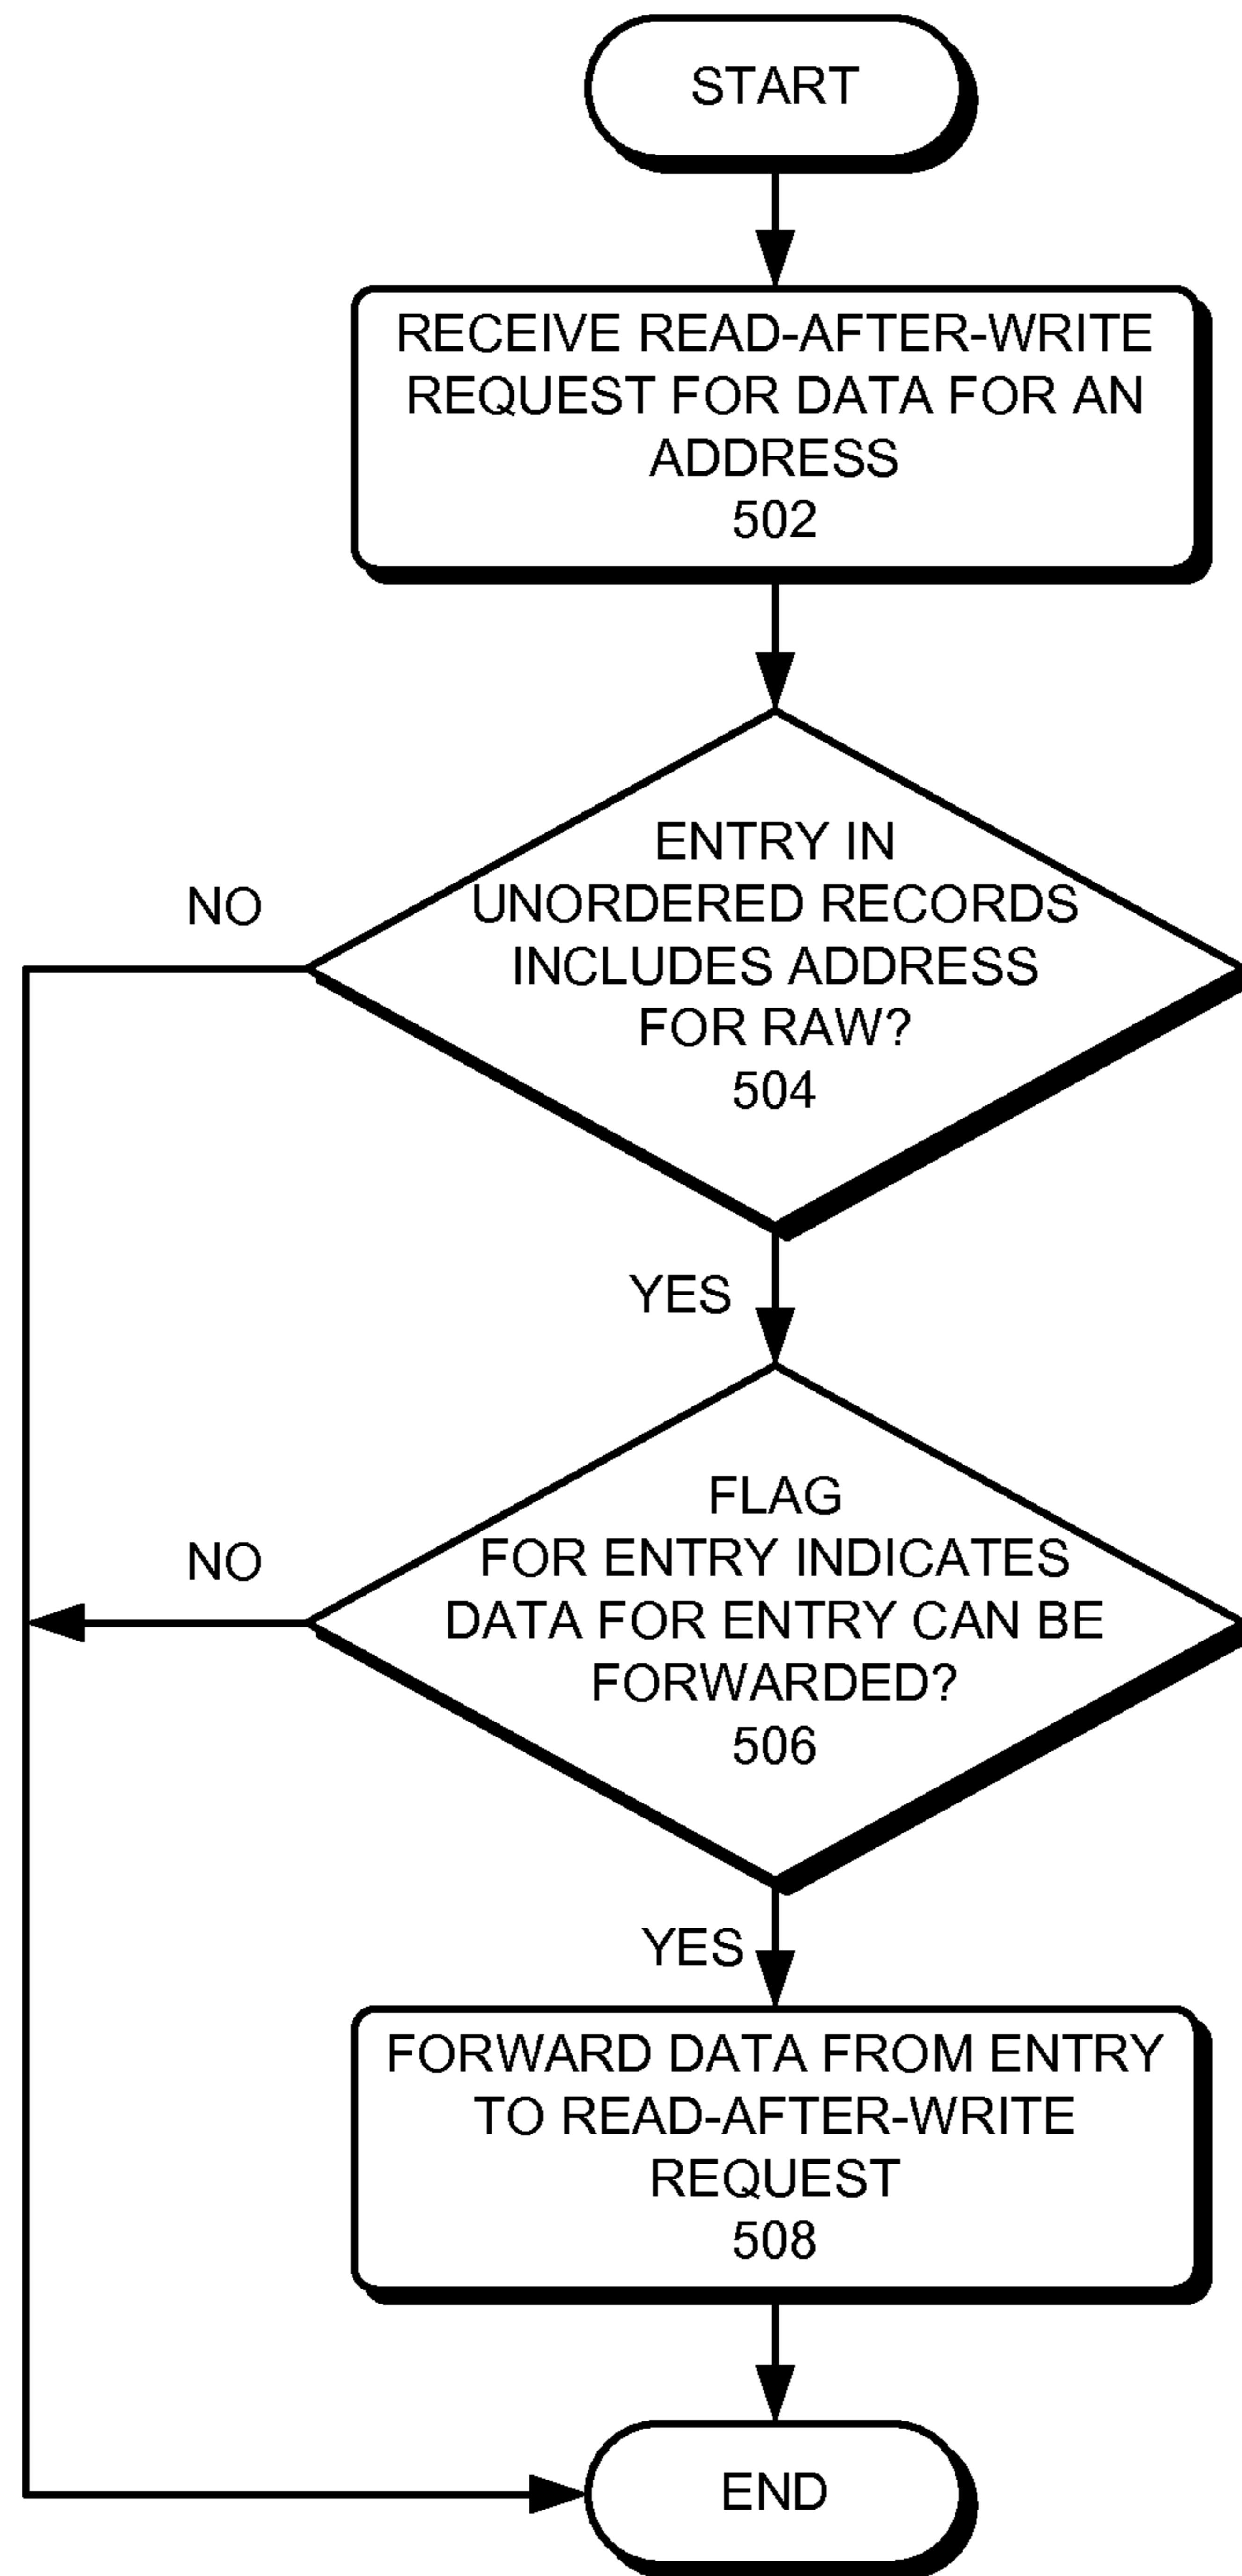 START
RECEIVE READ-AFTER-WRITE
REQUEST FOR DATA FOR AN
ADDRESS
502
ENTRY IN
UNORDERED RECORDS
INCLUDES ADDRESS
FOR RAW?
504
NO
YES
FLAG
FOR ENTRY INDICATES
DATA FOR ENTRY CAN BE
FORWARDED?
506
NO
YES
FORWARD DATA FROM ENTRY
TO READ-AFTER-WRITE
REQUEST
508
END